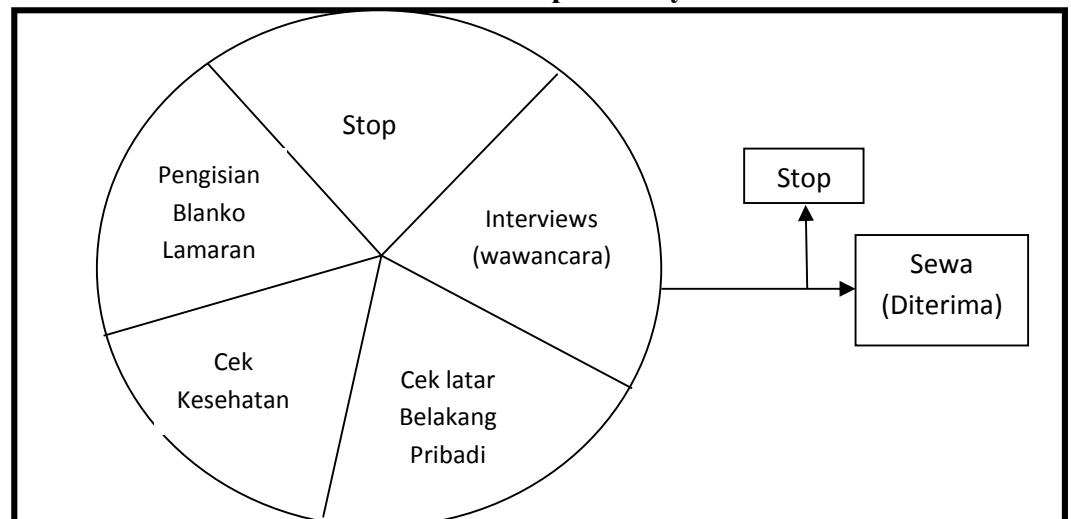 Stop
Pengisian
Blanko
Lamaran
Interviews
(wawancara)
Cek
Kesehatan
Cek latar
Belakang
Pribadi
Stop
Sewa
(Diterima)